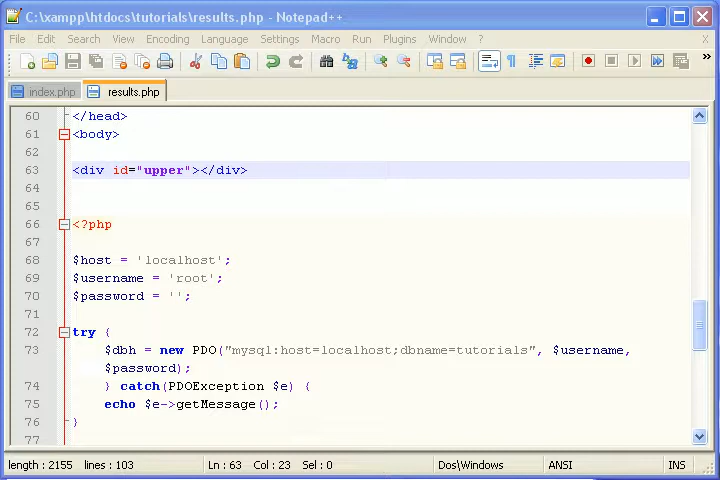 C:\xampp\htdocs\tutorials\results.php - Notepad++
File Edit Search View Encoding Language Settings Macro Run Plugins Window ? X
index.php results.php
60 </head>
61 <body>
62
63 <div id="upper"></div>
64
65
66 <?php
67
68 $host = 'localhost';
69 $username = 'root';
70 $password = '';
71
72 try {
73 $dbh = new PDO("mysql:host=localhost;dbname=tutorials", $username,
$password);
74 } catch(PDOException $e) {
75 echo $e->getMessage();
76 }
77
length : 2155 lines : 103 Ln : 63 Col : 23 Sel : 0 Dos\Windows ANSI INS